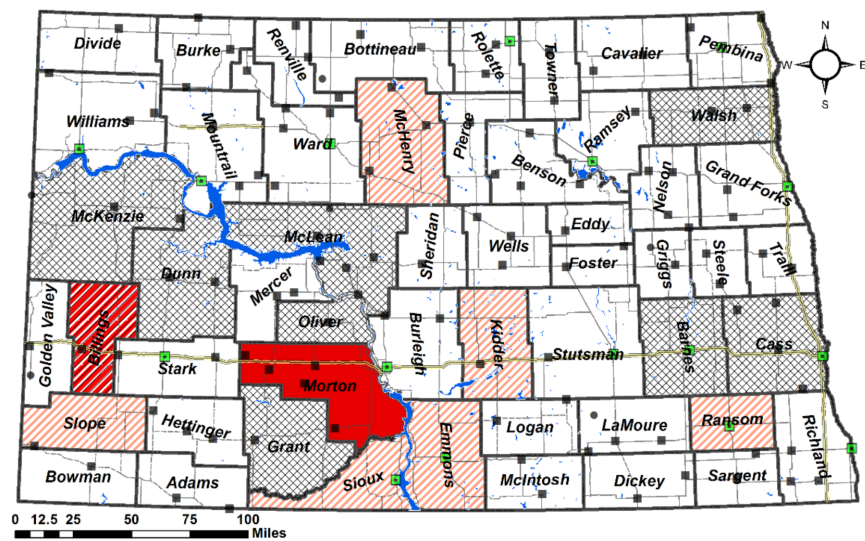 Divide
Burke
Renville
Bottineau
Rolette
Towner
Cavalier
Pembina
N
W
E
S
Williams
Mountrail
Ward
McHenry
Pierce
Benson
Ramsey
Walsh
Nelson
Grand Forks
McKenzie
Dunn
McLean
Mercer
Sheridan
Wells
Eddy
Foster
Griggs
Steele
Traill
Golden Valley
Billings
Stark
Oliver
Morton
Burleigh
Kidder
Stutsman
Barnes
Cass
Slope
Hettinger
Grant
Emmons
Logan
LaMoure
Ransom
Richland
Bowman
Adams
Sioux
McIntosh
Dickey
Sargent
0 12.5 25 50 75 100
Miles